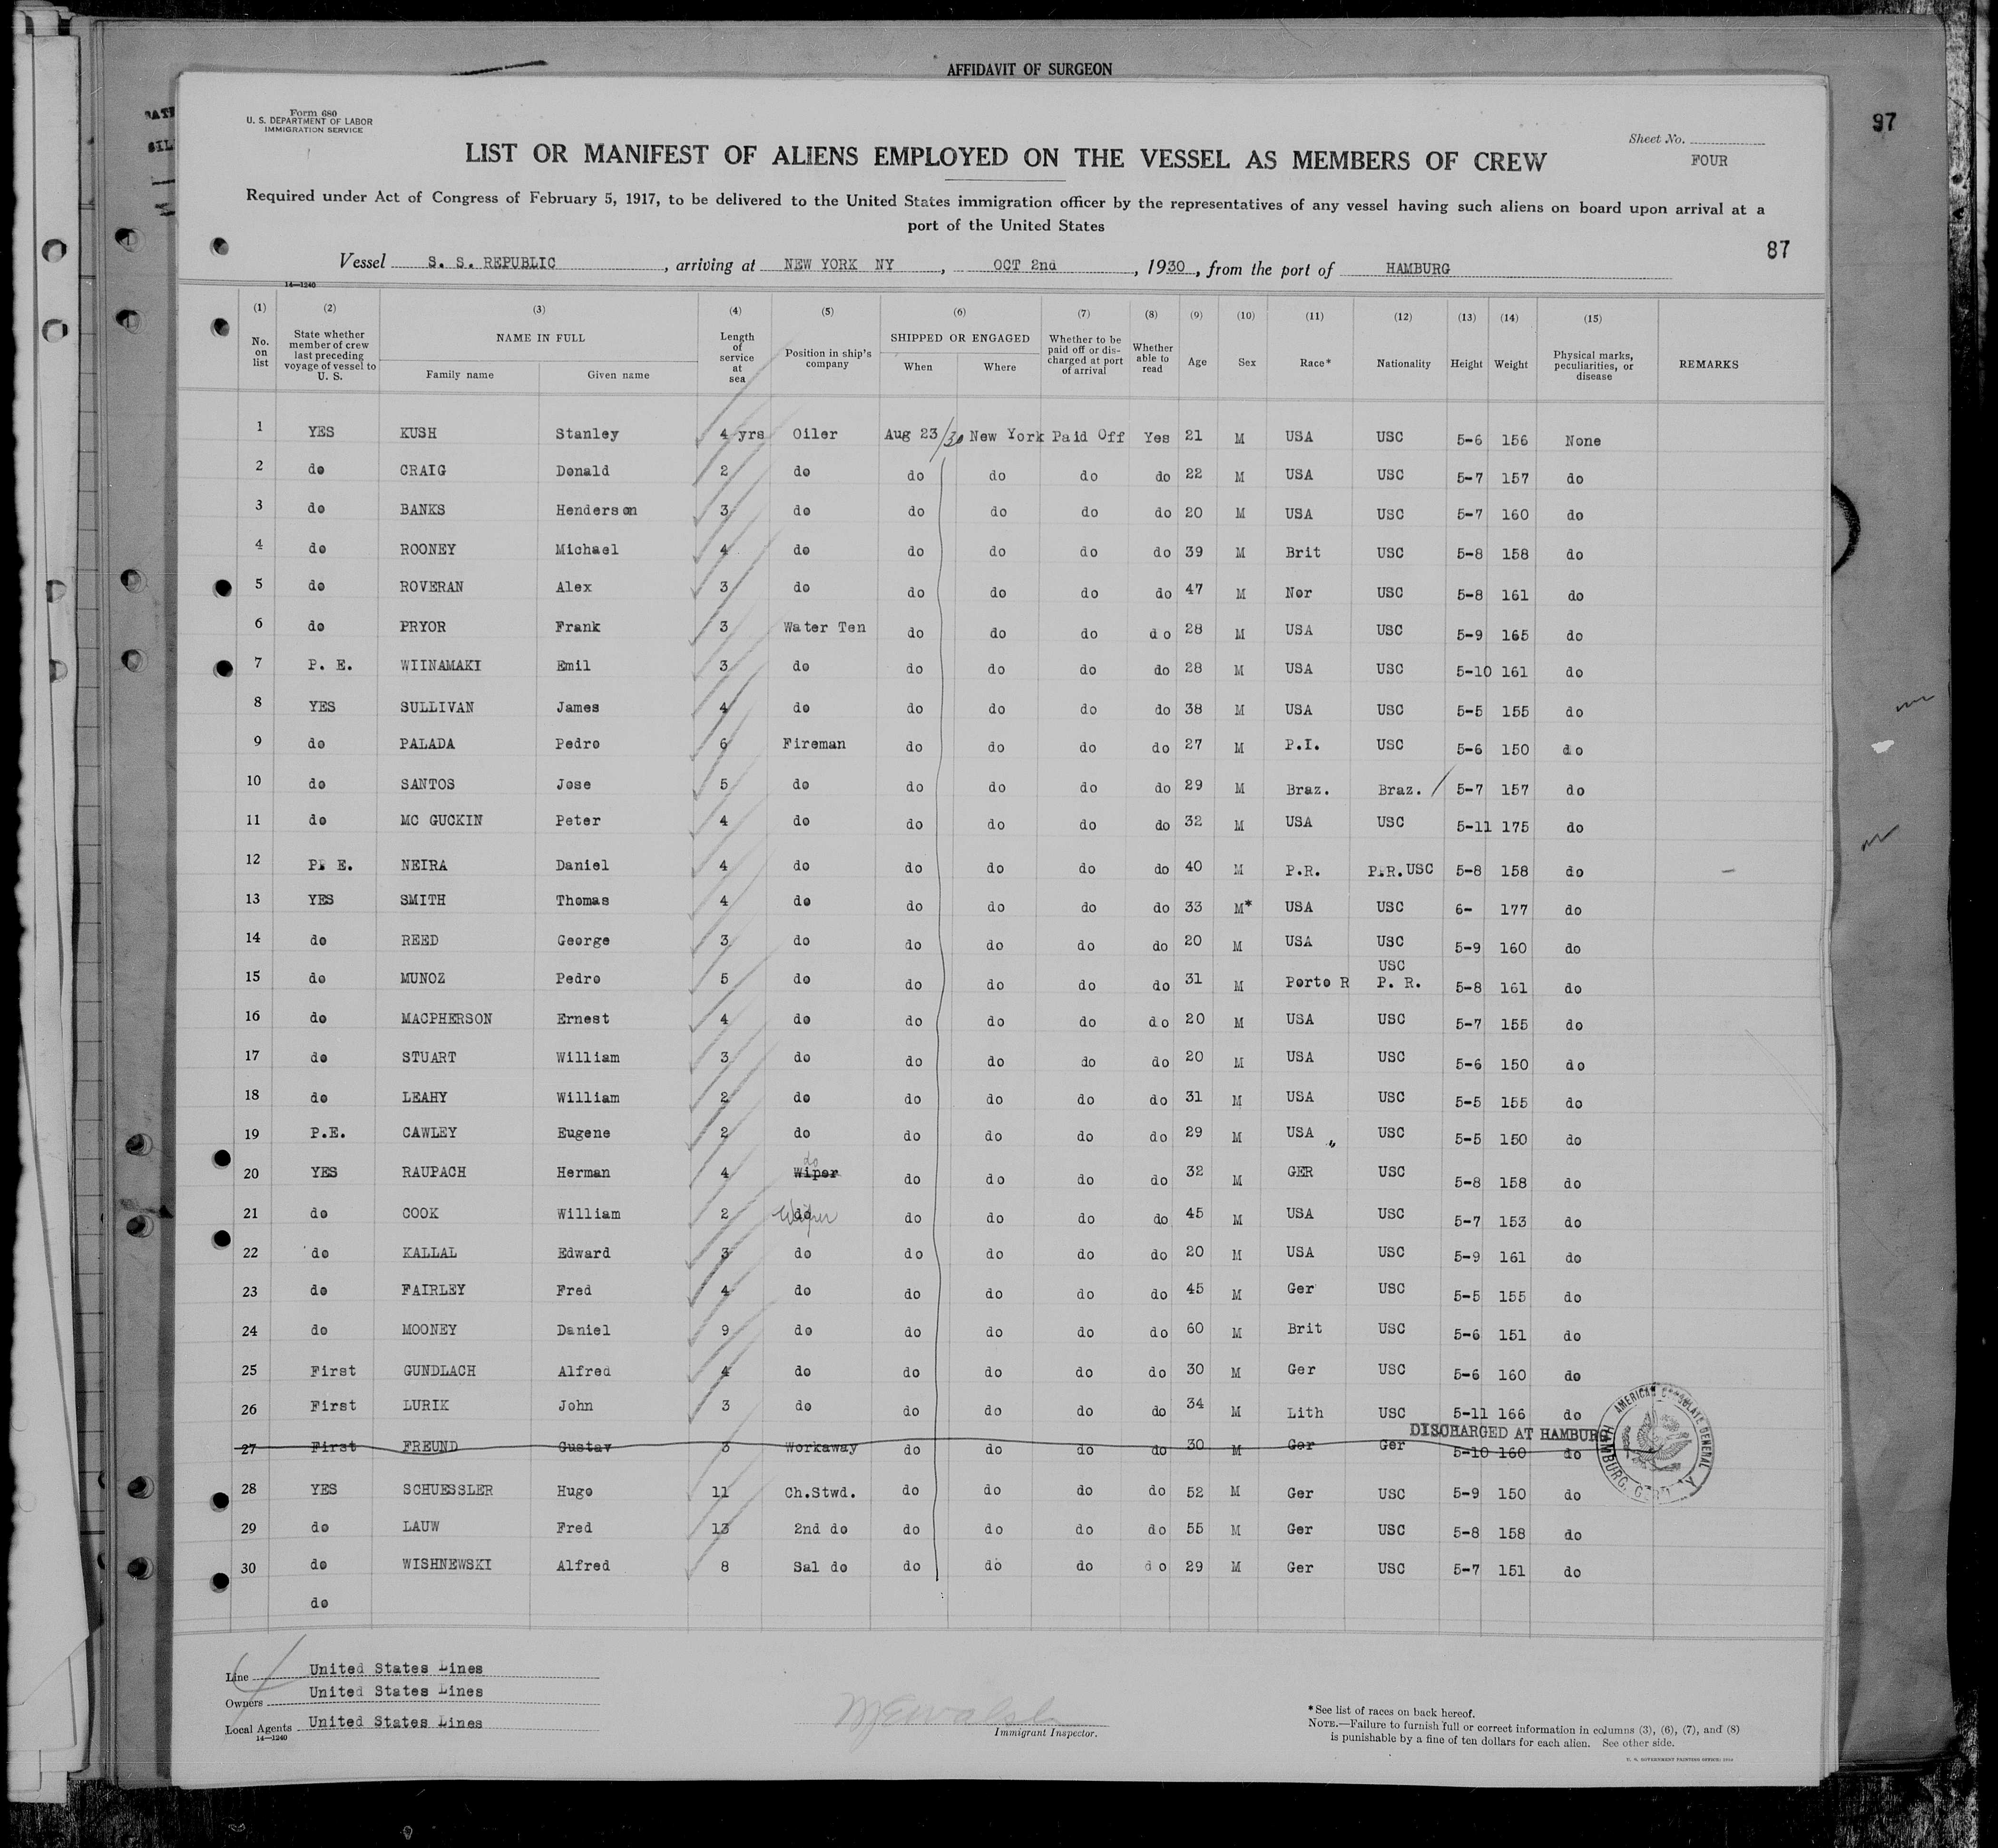 AFFIDAVIT OF SURGEON
97
Form 680
U. S. DEPARTMENT OF LABOR
IMMIGRATION SERVICE
Sheet No.
FOUR
LIST OR MANIFEST OF ALIENS EMPLOYED ON THE VESSEL AS MEMBERS OF CREW
Required under Act of Congress of February 5, 1917, to be delivered to the United States immigration officer by the representatives of any vessel having such aliens on board upon arrival at a
port of the United States
87
Vessel S. S. REPUBLIC, arriving at NEW YORK NY, OCT 2nd, 1930, from the port of HAMBURG
14—1240
(1) (2) (3) (4) (5) (6) (7) (8) (9) (10) (11) (12) (13) (14) (15)
No. on list State whether member of crew last preceding voyage of vessel to U. S. NAME IN FULL Family name Given name Length of service at sea Position in ship's company SHIPPED OR ENGAGED When Where Whether to be paid off or discharged at port of arrival Whether able to read Age Sex Race* Nationality Height Weight Physical marks, peculiarities, or disease REMARKS
1 YES KUSH Stanley 4 yrs Oiler Aug 23/30 New York Paid Off Yes 21 M USA USC 5-6 156 None
2 do CRAIG Donald 2 do do do do do 22 M USA USC 5-7 157 do
3 do BANKS Henderson 3 do do do do do 20 M USA USC 5-7 160 do
4 do ROONEY Michael 4 do do do do do 39 M Brit USC 5-8 158 do
5 do ROVERAN Alex 3 do do do do do 47 M Nor USC 5-8 161 do
6 do PRYOR Frank 3 Water Ten do do do do 28 M USA USC 5-9 165 do
7 P. E. WIINAMAKI Emil 3 do do do do do 28 M USA USC 5-10 161 do
8 YES SULLIVAN James 4 do do do do do 38 M USA USC 5-5 155 do
9 do PALADA Pedro 6 Fireman do do do do 27 M P.I. USC 5-6 150 do
10 do SANTOS Jose 5 do do do do do 29 M Braz. Braz. / 5-7 157 do
11 do MC GUCKIN Peter 4 do do do do do 32 M USA USC 5-11 175 do
12 P. E. NEIRA Daniel 4 do do do do do 40 M P.R. P.R. USC 5-8 158 do
13 YES SMITH Thomas 4 do do do do do 33 M* USA USC 6- 177 do
14 do REED George 3 do do do do do 20 M USA USC 5-9 160 do
15 do MUNOZ Pedro 5 do do do do do 31 M Porto R USC P. R. 5-8 161 do
16 do MACPHERSON Ernest 4 do do do do do 20 M USA USC 5-7 155 do
17 do STUART William 3 do do do do do 20 M USA USC 5-6 150 do
18 do LEAHY William 2 do do do do do 31 M USA USC 5-5 155 do
19 P.E. CAWLEY Eugene 2 do do do do do 29 M USA USC 5-5 150 do
20 YES RAUPACH Herman 4 do Wiper do do do do 32 M GER USC 5-8 158 do
21 do COOK William 2 do Wiper do do do do 45 M USA USC 5-7 153 do
22 do KALLAL Edward 3 do do do do do 20 M USA USC 5-9 161 do
23 do FAIRLEY Fred 4 do do do do do 45 M Ger USC 5-5 155 do
24 do MOONEY Daniel 9 do do do do do 60 M Brit USC 5-6 151 do
25 First GUNDLACH Alfred 4 do do do do do 30 M Ger USC 5-6 160 do
26 First LURIK John 3 do do do do do 34 M Lith USC 5-11 166 do
DISCHARGED AT HAMBURG
27 First FREUND Gustav 3 Workaway do do do do 30 M Ger Ger 5-10 160 do
AMERICAN CONSULATE GENERAL
HAMBURG, GERMANY
28 YES SCHUESSLER Hugo 11 Ch.Stwd. do do do do 52 M Ger USC 5-9 150 do
29 do LAUW Fred 13 2nd do do do do do 55 M Ger USC 5-8 158 do
30 do WISHNEWSKI Alfred 8 Sal do do do do do 29 M Ger USC 5-7 151 do
do
Line United States Lines
Owners United States Lines
Local Agents United States Lines
14—1240
Immigrant Inspector.
* See list of races on back hereof.
NOTE.—Failure to furnish full or correct information in columns (3), (6), (7), and (8)
is punishable by a fine of ten dollars for each alien. See other side.